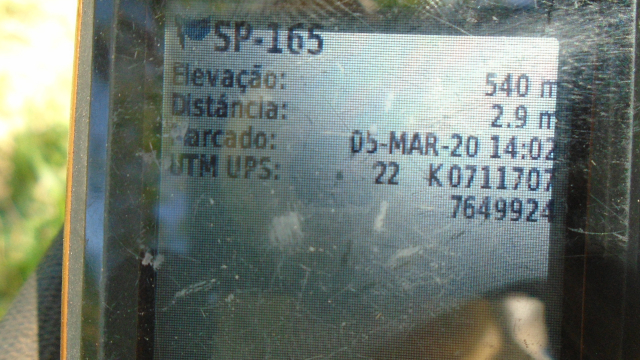 SP-165
Elevação: 540 m
Distância: 2.9 m
Marcado: 05-MAR-20 14:02
UTM UPS: 22 K 0711707
7649924